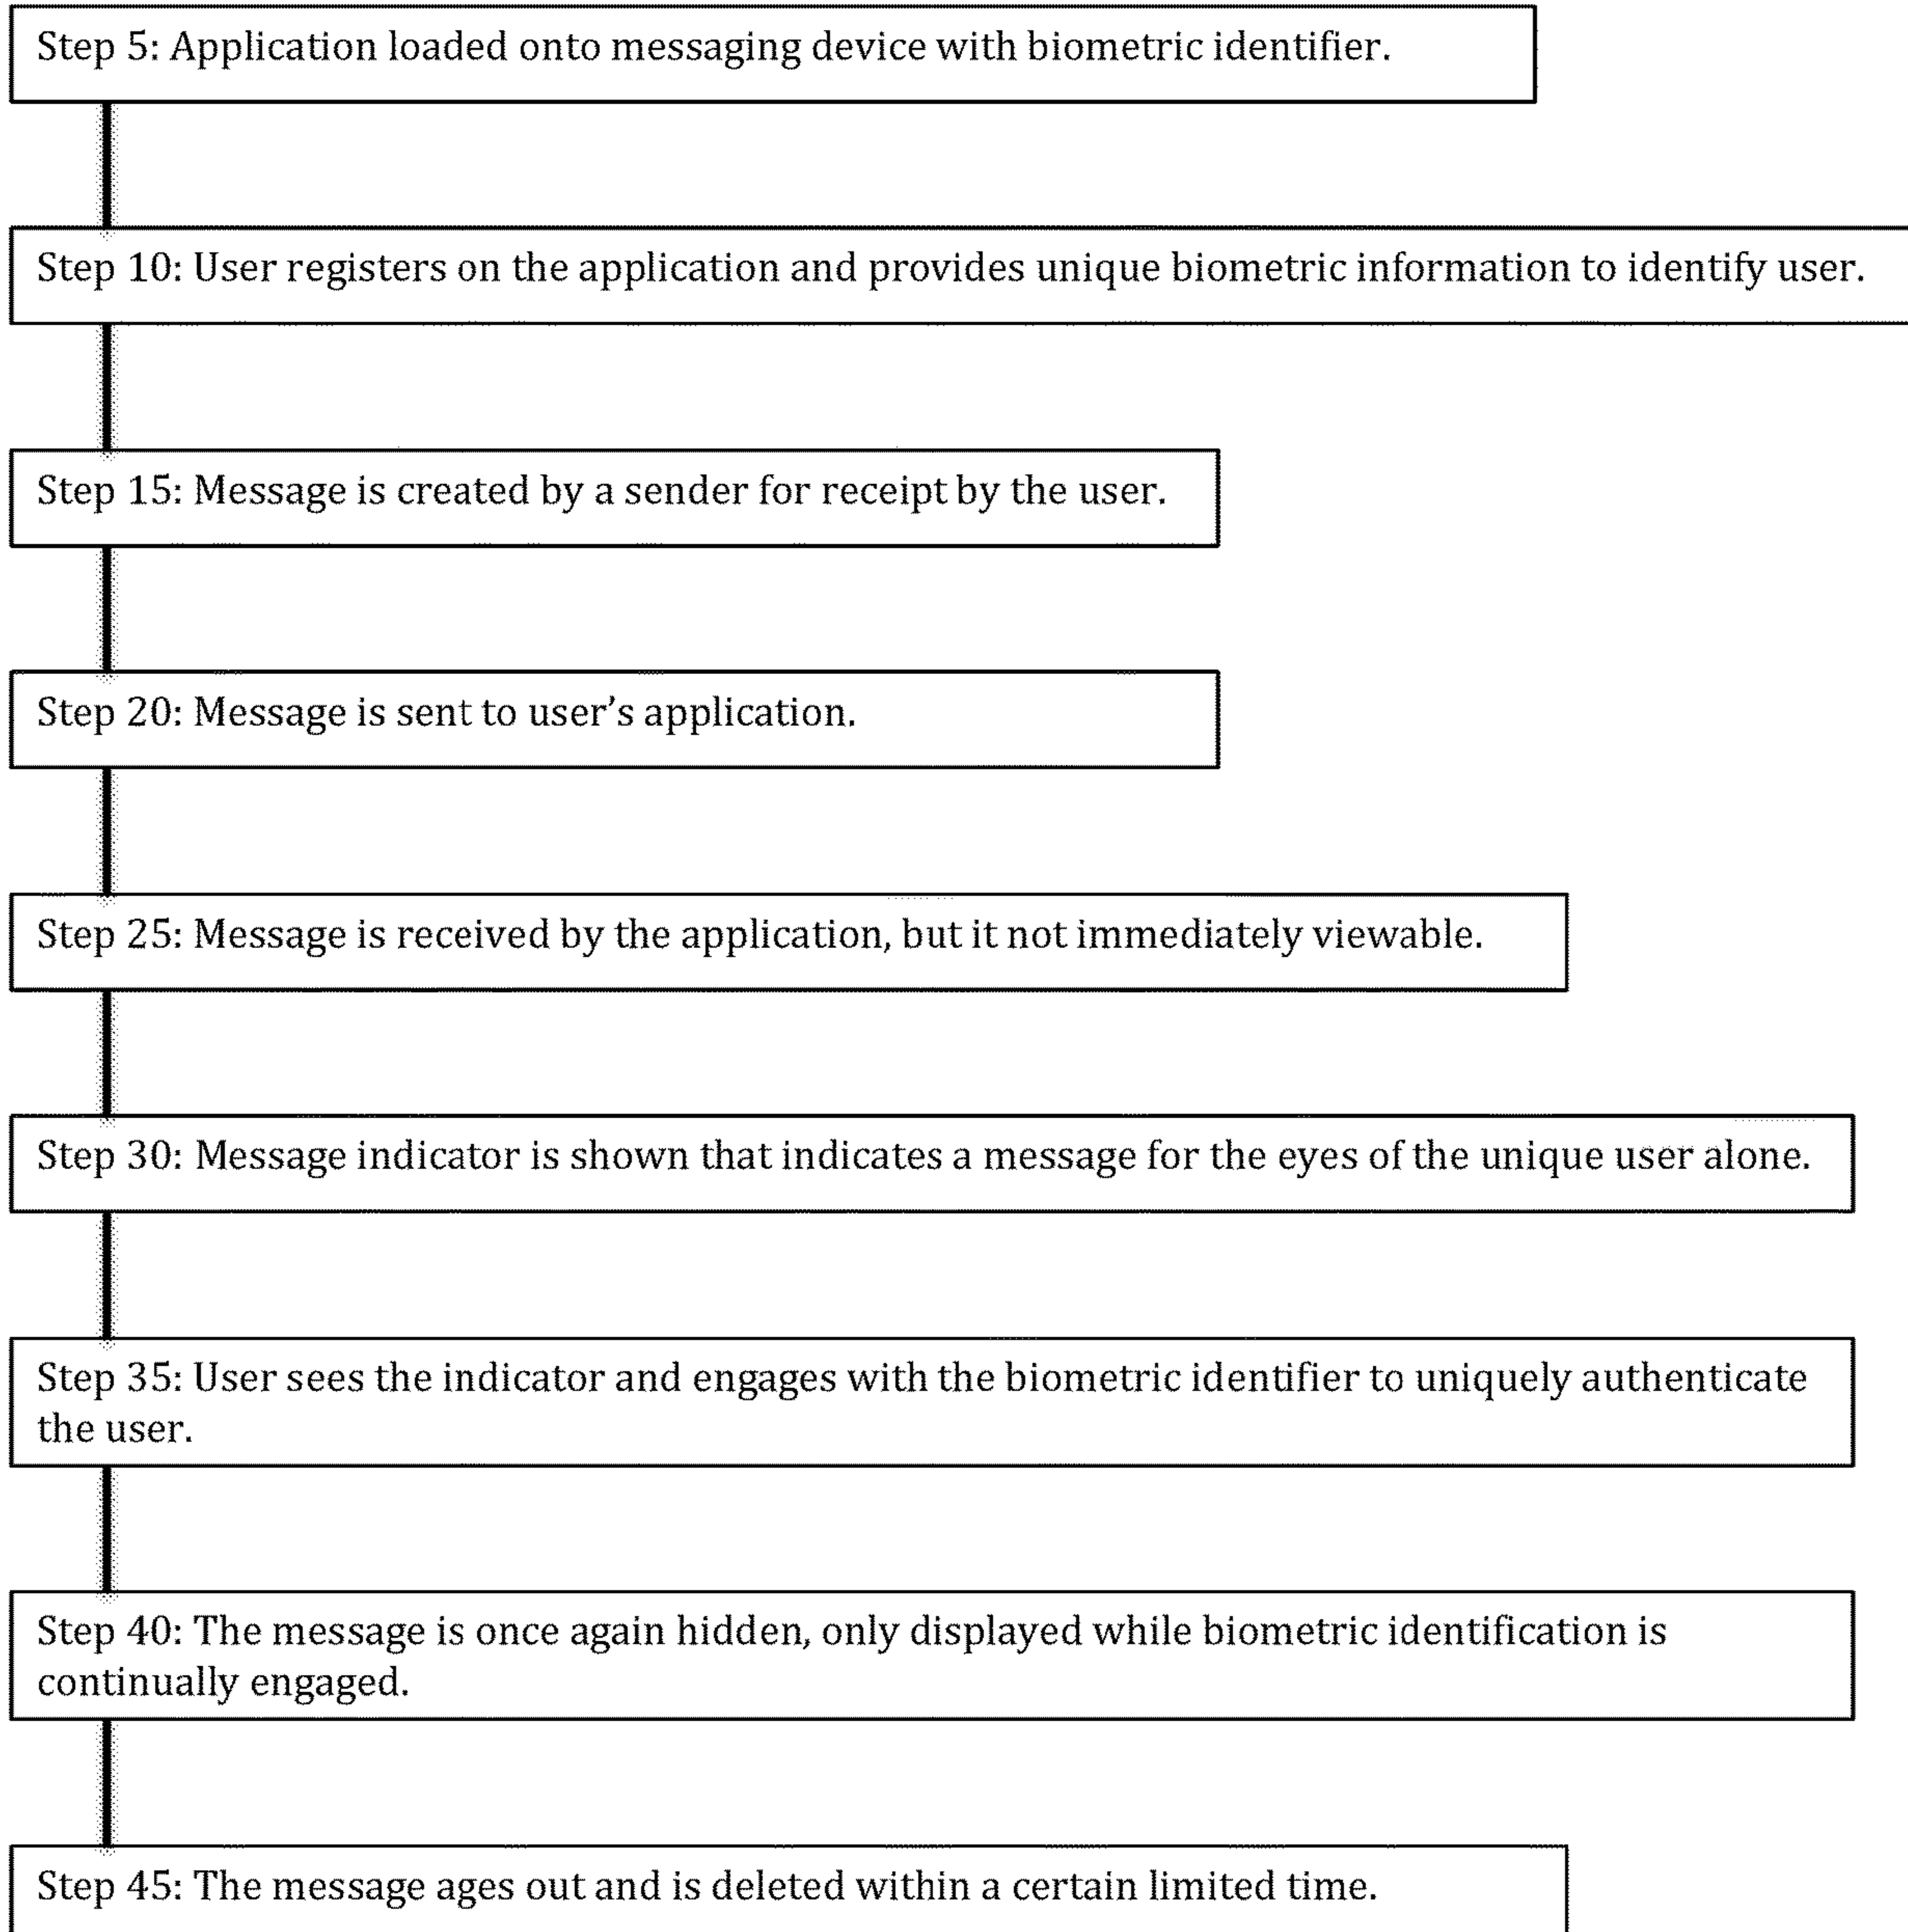 Step 5: Application loaded onto messaging device with biometric identifier.
Step 10: User registers on the application and provides unique biometric information to identify user.
Step 15: Message is created by a sender for receipt by the user.
Step 20: Message is sent to user’s application.
Step 25: Message is received by the application, but it not immediately viewable.
Step 30: Message indicator is shown that indicates a message for the eyes of the unique user alone.
Step 35: User sees the indicator and engages with the biometric identifier to uniquely authenticate
the user.
Step 40: The message is once again hidden, only displayed while biometric identification is
continually engaged.
Step 45: The message ages out and is deleted within a certain limited time.